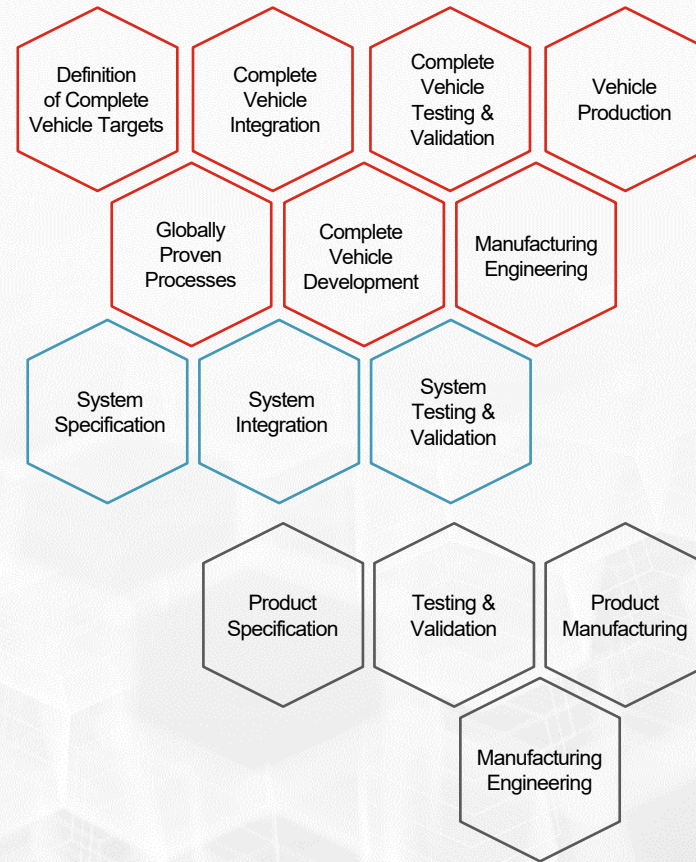 Definition
of Complete
Vehicle Targets
Complete
Vehicle
Integration
Complete
Vehicle
Testing &
Validation
Vehicle
Production
Globally
Proven
Processes
Complete
Vehicle
Development
Manufacturing
Engineering
System
Specification
System
Integration
System
Testing &
Validation
Product
Specification
Testing &
Validation
Product
Manufacturing
Manufacturing
Engineering